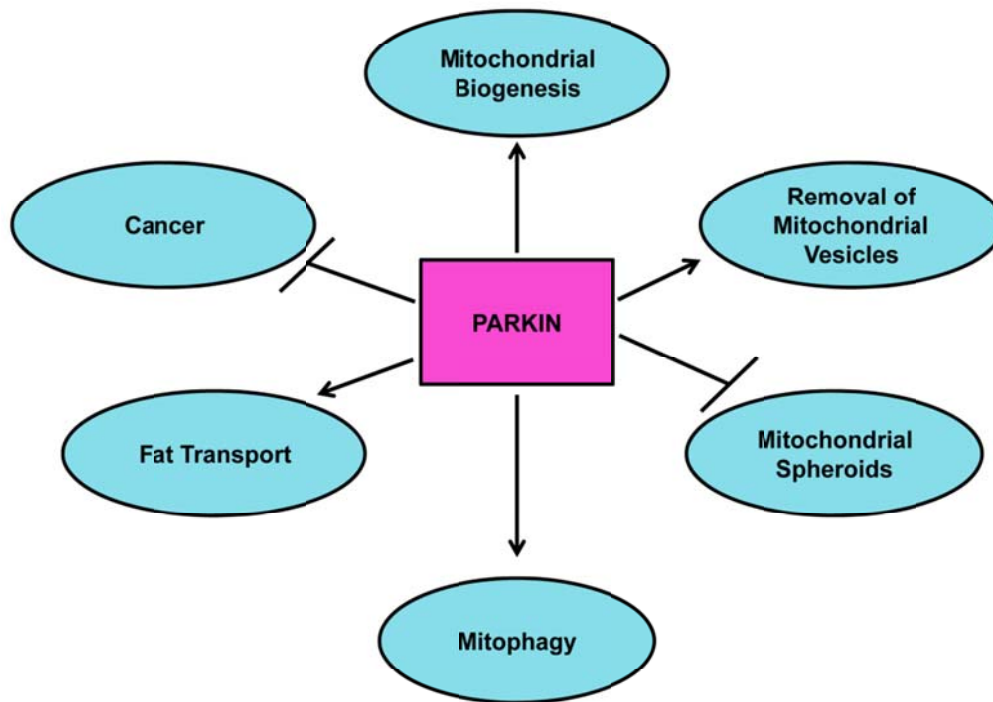 Mitochondrial
Biogenesis
Cancer
Removal of
Mitochondrial
Vesicles
PARKIN
Fat Transport
Mitochondrial
Spheroids
Mitophagy